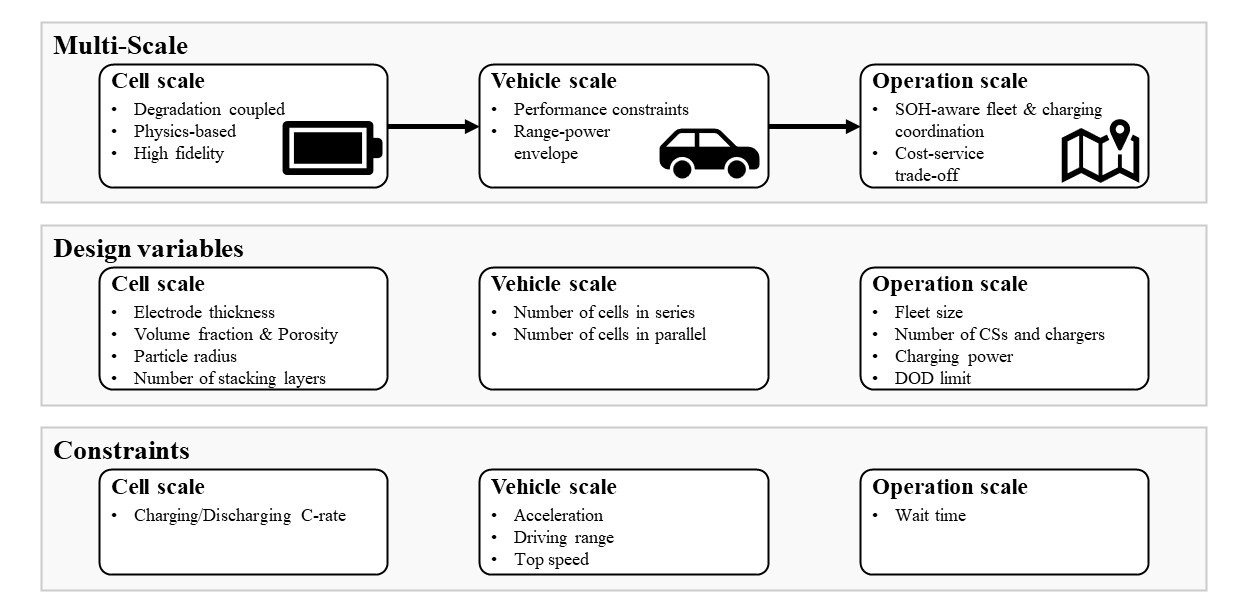 Multi-Scale
Cell scale
• Degradation coupled
• Physics-based
• High fidelity
Vehicle scale
• Performance constraints
• Range-power
envelope
Operation scale
• SOH-aware fleet & charging
coordination
• Cost-service
trade-off
Design variables
Cell scale
• Electrode thickness
• Volume fraction & Porosity
• Particle radius
• Number of stacking layers
Vehicle scale
• Number of cells in series
• Number of cells in parallel
Operation scale
• Fleet size
• Number of CSs and chargers
• Charging power
• DOD limit
Constraints
Cell scale
• Charging/Discharging C-rate
Vehicle scale
• Acceleration
• Driving range
• Top speed
Operation scale
• Wait time